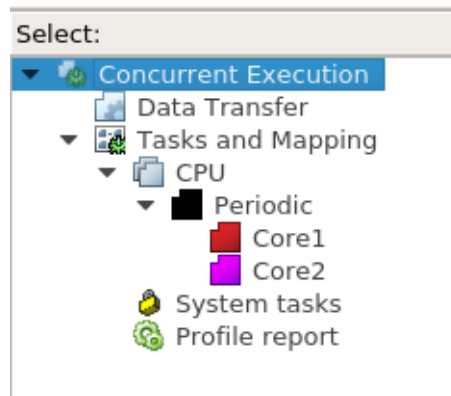 Select:
Concurrent Execution
Data Transfer
Tasks and Mapping
CPU
Periodic
Core1
Core2
System tasks
Profile report